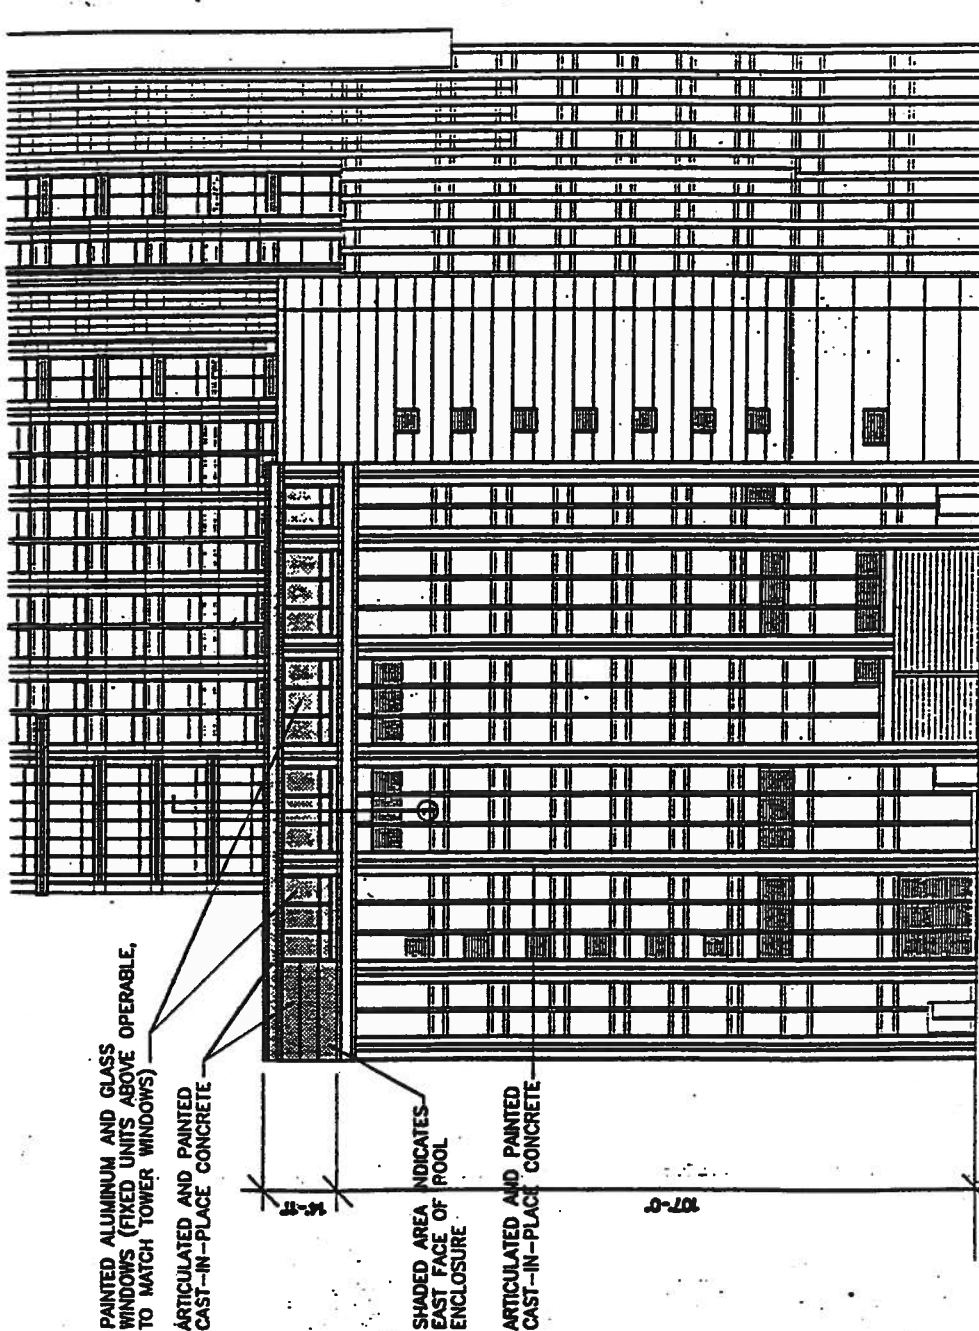 PAINTED ALUMINUM AND GLASS
WINDOWS (FIXED UNITS ABOVE OPERABLE,
TO MATCH TOWER WINDOWS)
ARTICULATED AND PAINTED
CAST-IN-PLACE CONCRETE
SHADED AREA INDICATES
EAST FACE OF POOL
ENCLOSURE
ARTICULATED AND PAINTED
CAST-IN-PLACE CONCRETE
107'-0"